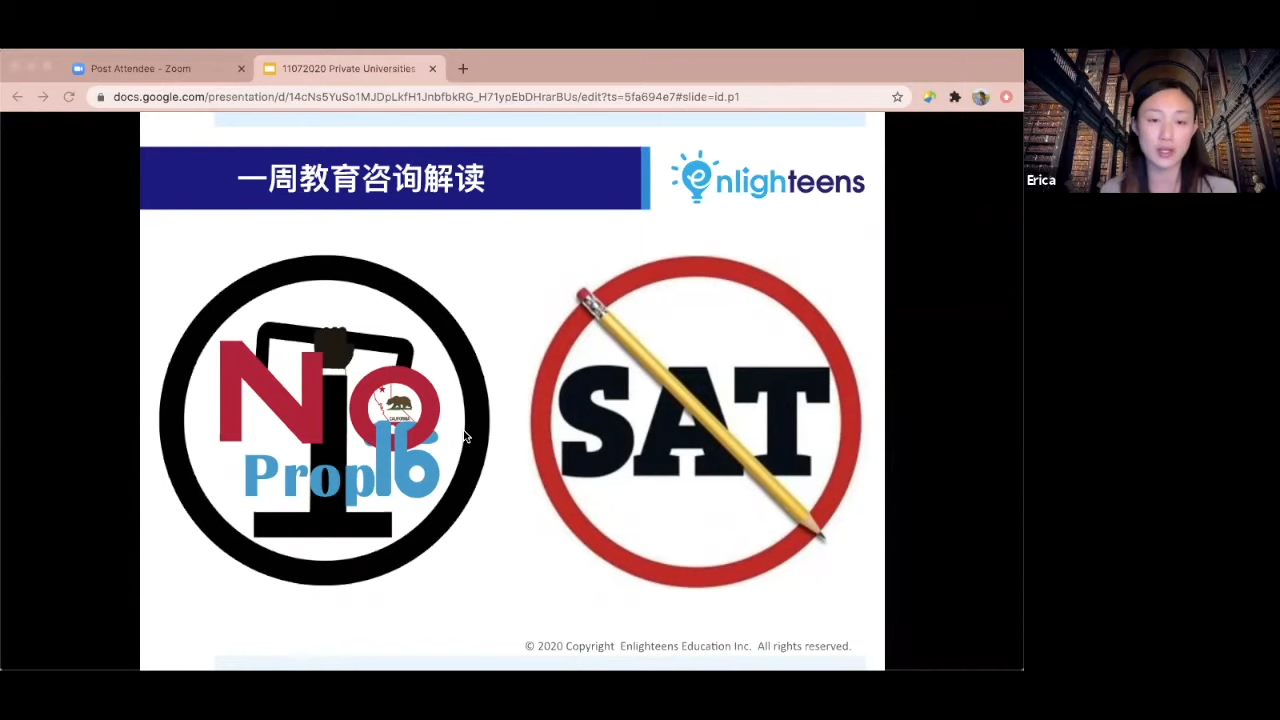 Post Attendee - Zoom
11072020 Private Universities
docs.google.com/presentation/d/14cNs5YuSo1MJDpLkfH1JnbfbkRG_H71ypEbDHrarBUs/edit?ts=5fa694e7#slide=id.p1
Erica
一周教育咨询解读
enlighteens
No
CALIFORNIA
Prop16
SAT
© 2020 Copyright Enlighteens Education Inc. All rights reserved.